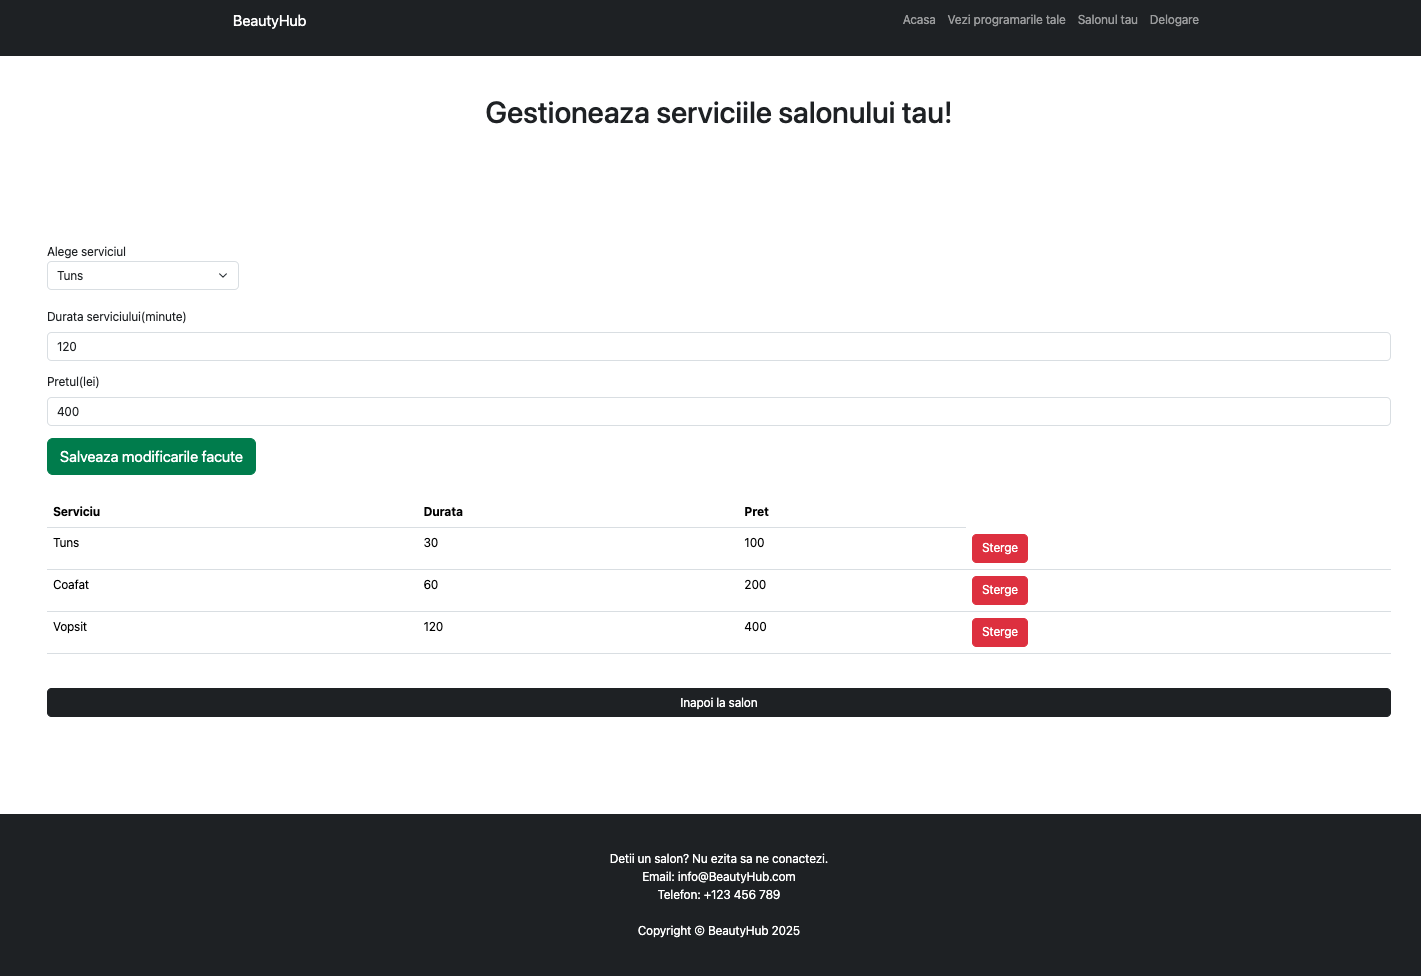 BeautyHub Acasa Vezi programarile tale Salonul tau Delogare
Gestioneaza serviciile salonului tau!
Alege serviciul
Tuns
Durata serviciului(minute)
120
Pretul(lei)
400
Salveaza modificarile facute
Serviciu Durata Pret
Tuns 30 100 Sterge
Coafat 60 200 Sterge
Vopsit 120 400 Sterge
Inapoi la salon
Detii un salon? Nu ezita sa ne conactezi.
Email: info@BeautyHub.com
Telefon: +123 456 789
Copyright © BeautyHub 2025